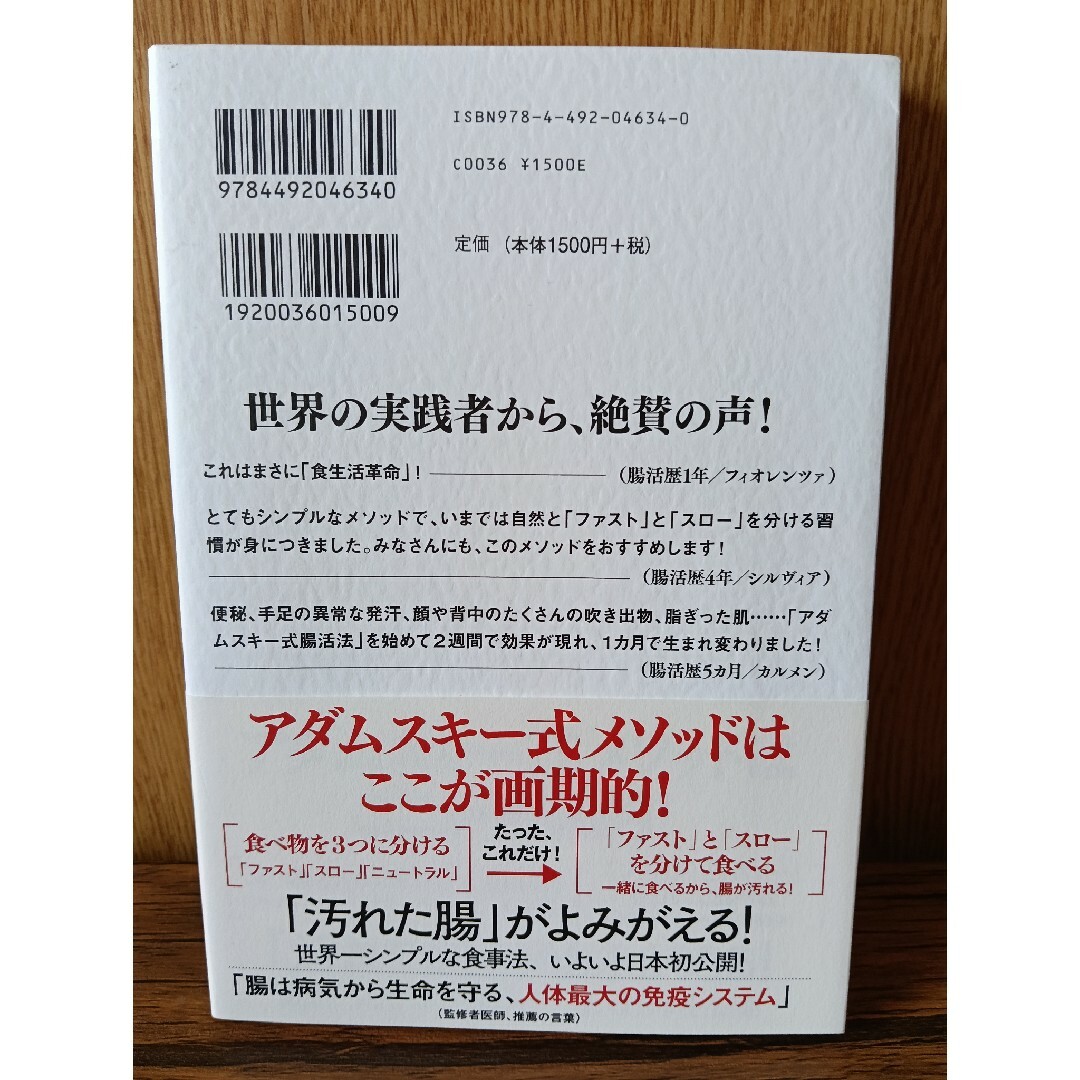 ISBN978-4-492-04634-0
C0036 ¥1500E
9784492046340
定価 (本体1500円+税)
1920036015009
世界の実践者から、絶賛の声!
これはまさに「食生活革命」!
(腸活歴1年/フィオレンツァ)
とてもシンプルなメソッドで、いまでは自然と「ファスト」と「スロー」を分ける習
慣が身につきました。みなさんにも、このメソッドをおすすめします!
(腸活歴4年/シルヴィア)
便秘、手足の異常な発汗、顔や背中のたくさんの吹き出物、脂ぎった肌……「アダ
ムスキー式腸活法」を始めて2週間で効果が現れ、1カ月で生まれ変わりました!
(腸活歴5カ月/カルメン)
アダムスキー式メソッドは
ここが画期的!
食べ物を3つに分ける
「ファスト」「スロー」「ニュートラル」
たった、
これだけ!
「ファスト」と「スロー」
を分けて食べる
一緒に食べるから、腸が汚れる!
「汚れた腸」がよみがえる!
世界一シンプルな食事法、いよいよ日本初公開!
「腸は病気から生命を守る、人体最大の免疫システム」
(監修者医師、推薦の言葉)